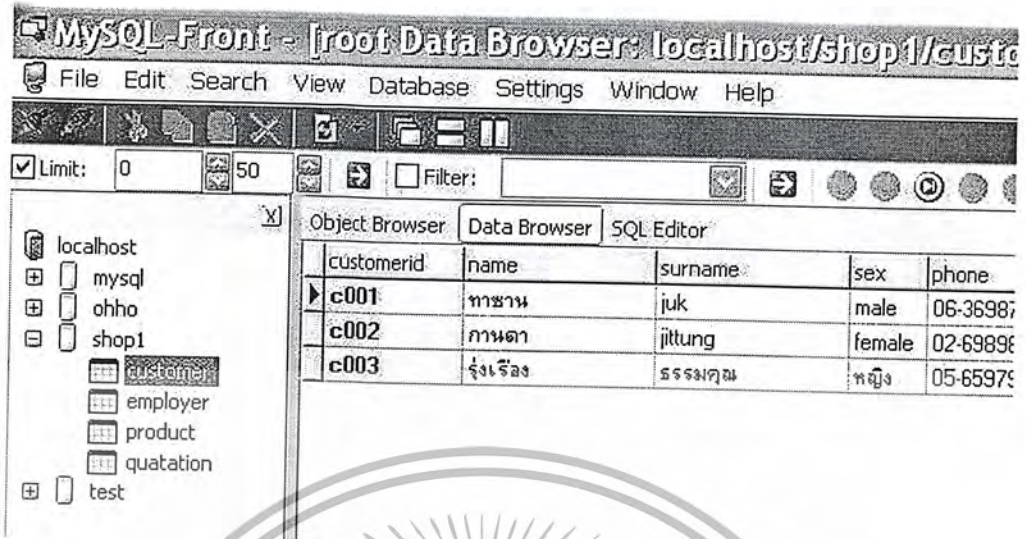 MySQL-Front - [root Data Browser: localhost/shop1/custo
File Edit Search View Database Settings Window Help
Limit: 0 50 Filter:
Object Browser Data Browser SQL Editor
localhost
mysql
ohho
shop1
customer
employer
product
quatation
test
customerid name surname sex phone
c001 ทาซาน juk male 06-36987
c002 กานดา jittung female 02-69898
c003 รุ่งเรือง ธรรมคุณ หญิง 05-65979